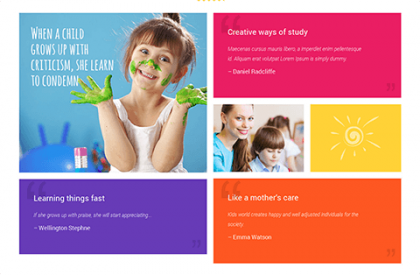 WHEN A CHILD
GROWS UP WITH
CRITICISM, SHE LEARN
TO CONDEMN
Creative ways of study
Maecenas cursus mauris libero, a imperdiet enim pellentesque
id. Aliquam erat volutpat Lorem Ipsum is simply dummy.
– Daniel Radcliffe
Learning things fast
If she grows up with praise, she will start appreciating...
– Wellington Stephne
Like a mother's care
Kids world creates happy and well adjusted individuals for the
society.
– Emma Watson